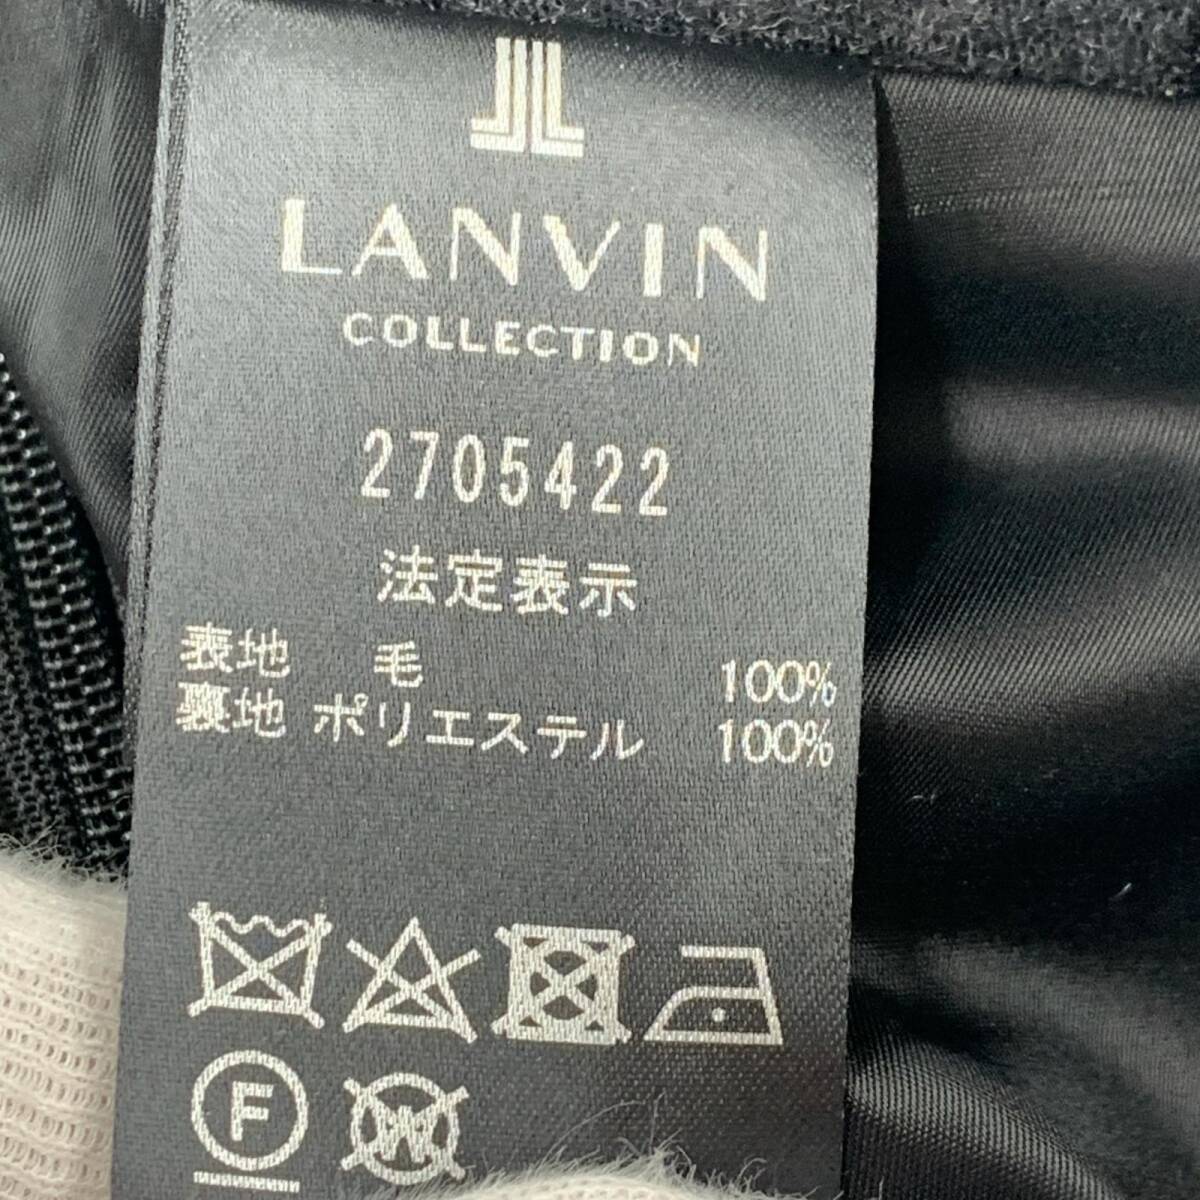 LANVIN
COLLECTION
2705422
法定表示
表地 毛 100%
裏地 ポリエステル 100%
F
W